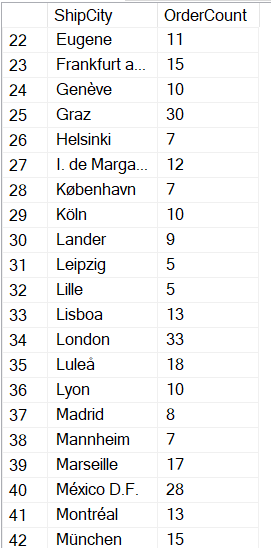 ShipCity OrderCount
22 Eugene 11
23 Frankfurt a... 15
24 Genève 10
25 Graz 30
26 Helsinki 7
27 I. de Marga... 12
28 København 7
29 Köln 10
30 Lander 9
31 Leipzig 5
32 Lille 5
33 Lisboa 13
34 London 33
35 Luleå 18
36 Lyon 10
37 Madrid 8
38 Mannheim 7
39 Marseille 17
40 México D.F. 28
41 Montréal 13
42 München 15